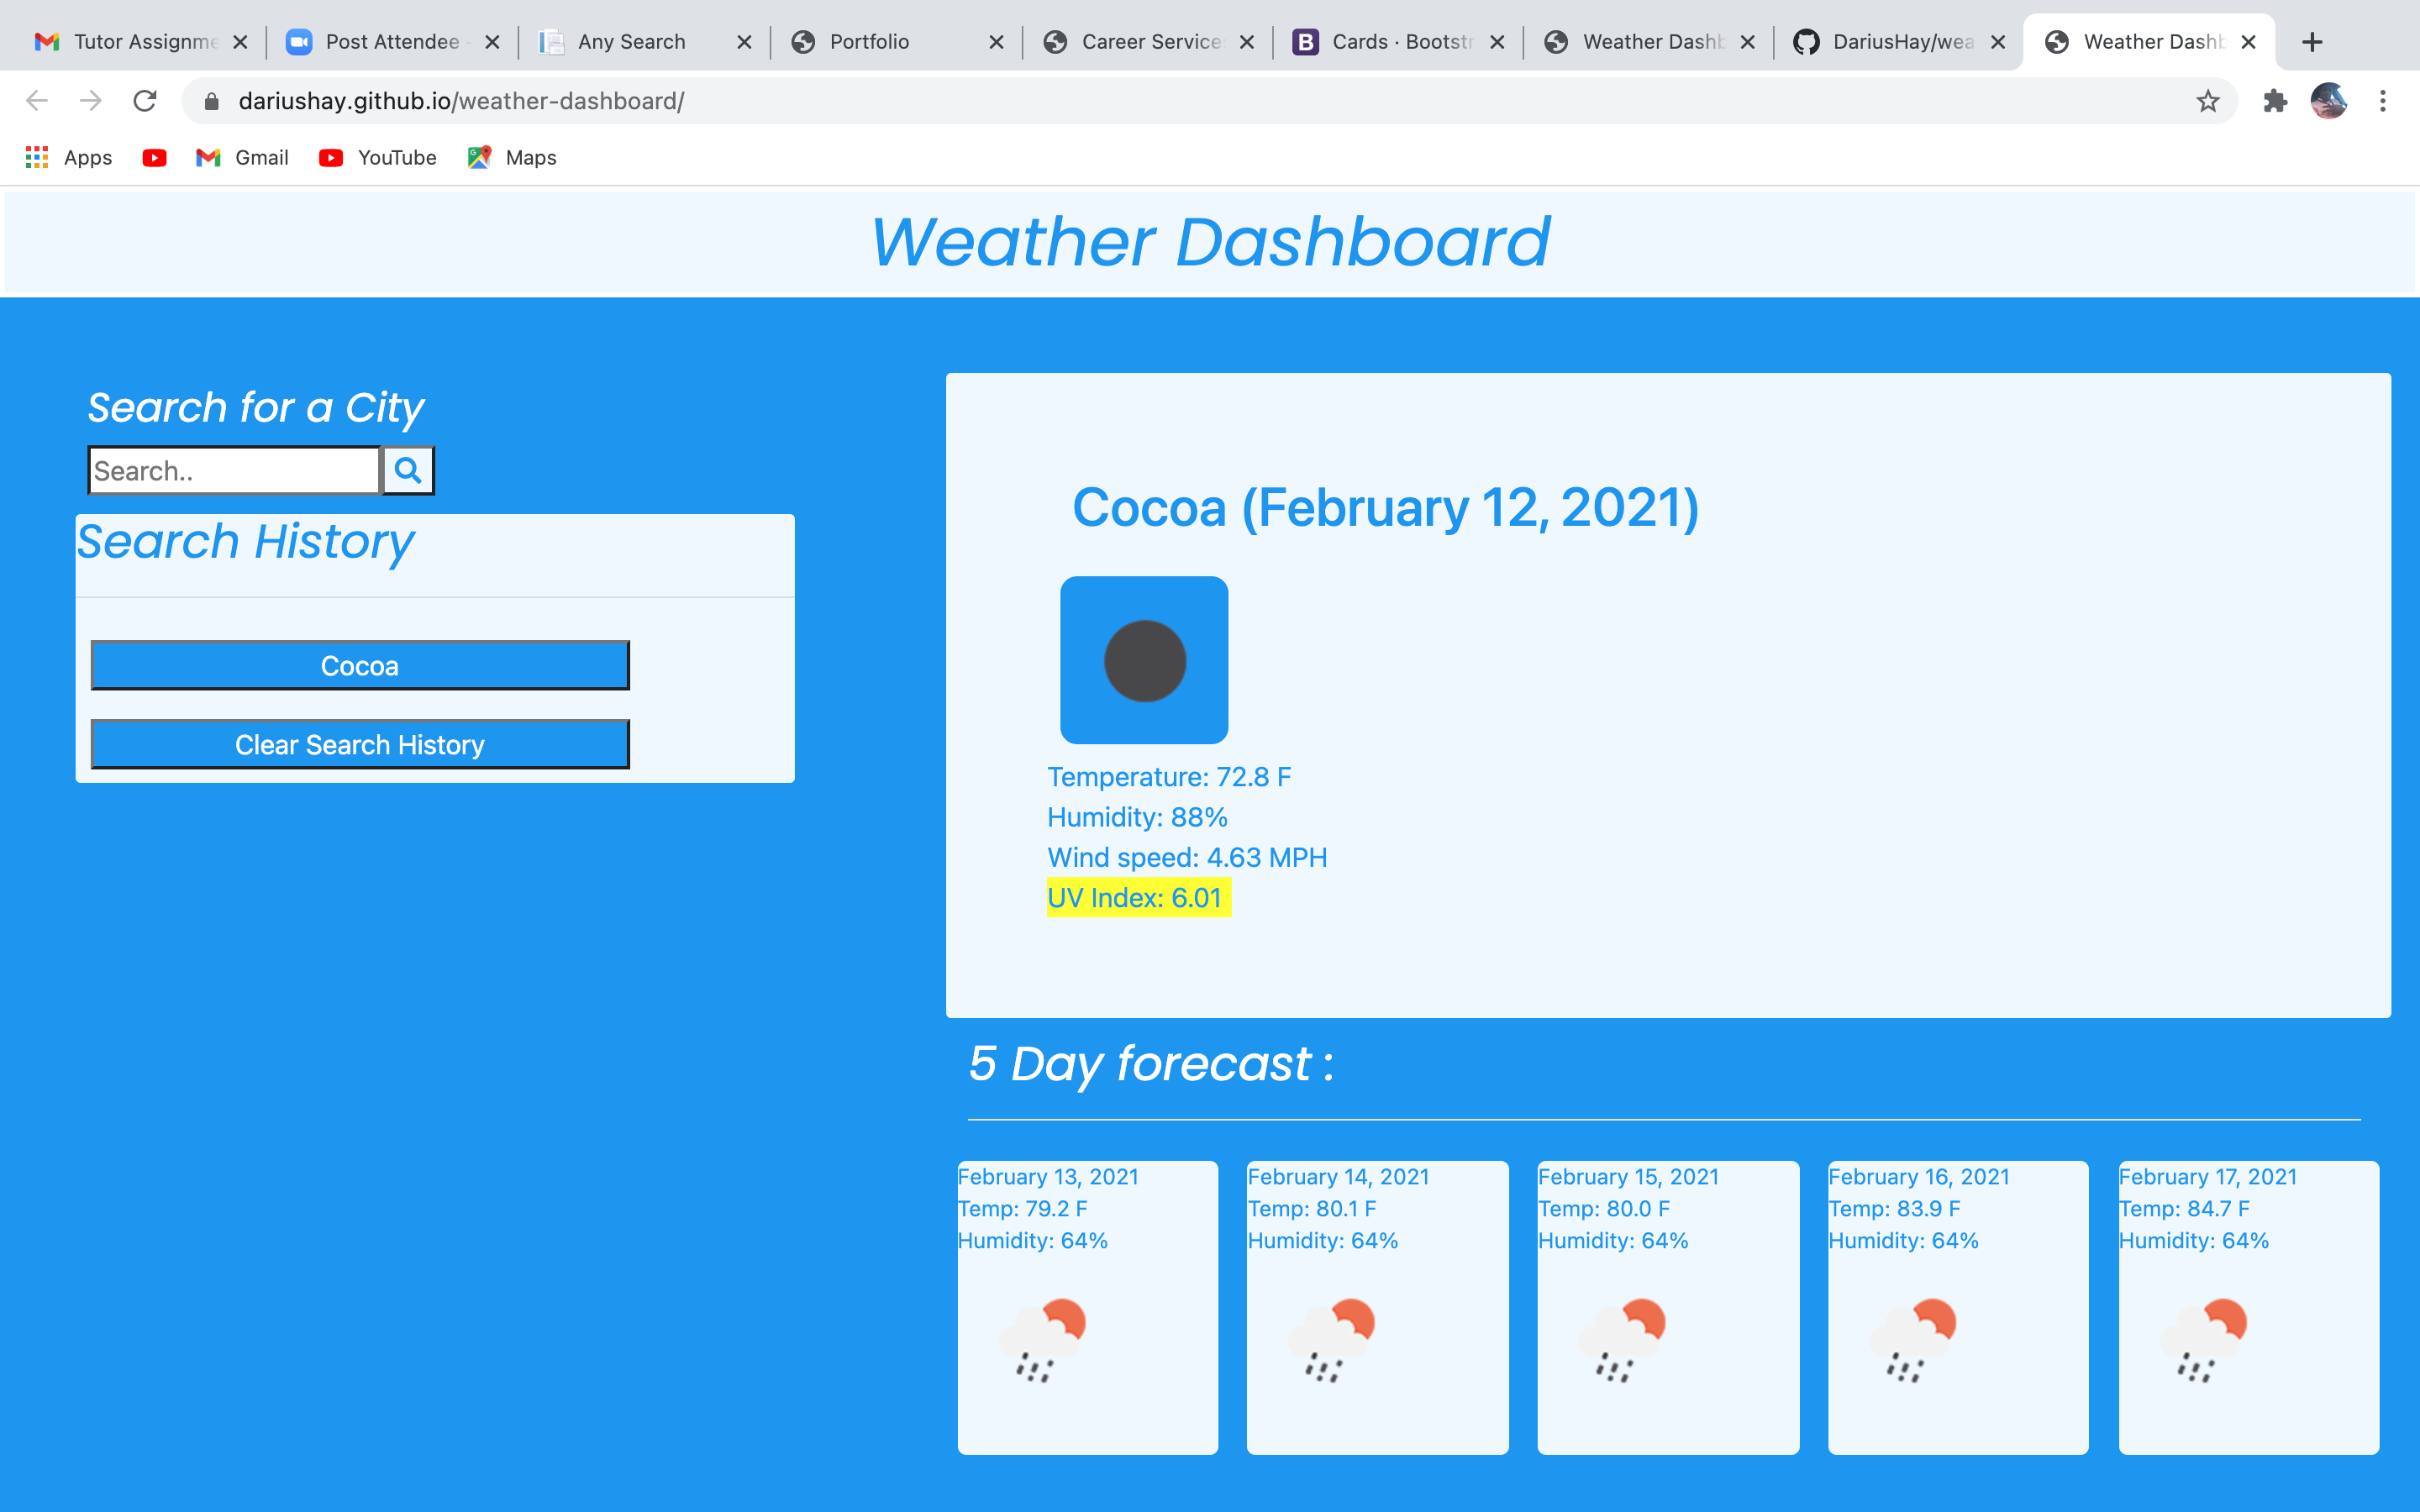 Tutor Assignme
Post Attendee -
Any Search
Portfolio
Career Service
Cards · Bootstr
Weather Dashb
DariusHay/wea
Weather Dashb
dariushay.github.io/weather-dashboard/
Apps
Gmail
YouTube
Maps
Weather Dashboard
Search for a City
Search..
Search History
Cocoa
Clear Search History
Cocoa (February 12, 2021)
Temperature: 72.8 F
Humidity: 88%
Wind speed: 4.63 MPH
UV Index: 6.01
5 Day forecast :
February 13, 2021
Temp: 79.2 F
Humidity: 64%
February 14, 2021
Temp: 80.1 F
Humidity: 64%
February 15, 2021
Temp: 80.0 F
Humidity: 64%
February 16, 2021
Temp: 83.9 F
Humidity: 64%
February 17, 2021
Temp: 84.7 F
Humidity: 64%